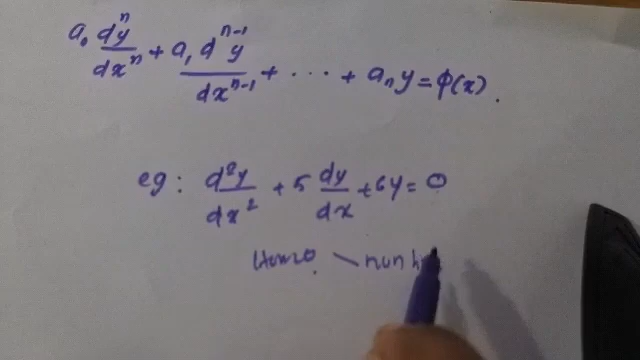 a₀ dⁿy/dxⁿ + a₁ dⁿ⁻¹y/dxⁿ⁻¹ + ... + aₙy = φ(x).
eg: d²y/dx² + 5 dy/dx + 6y = 0
Homo. non